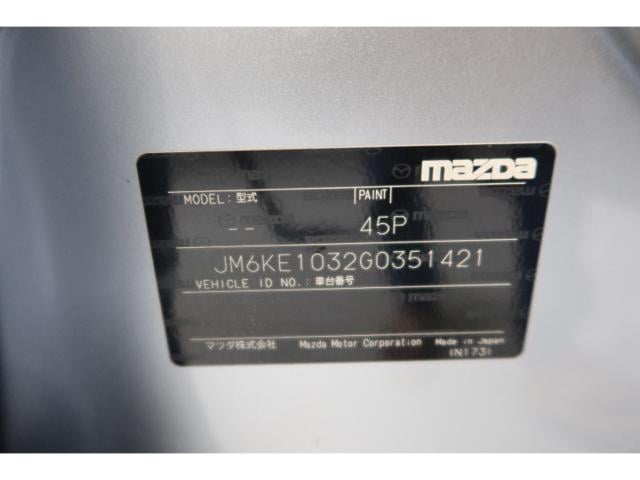 mazda
MODEL:型式 PAINT
-- 45P
JM6KE1032G0351421
VEHICLE ID NO.:車台番号
マツダ株式会社 Mazda Motor Corporation Made in Japan
(N173)